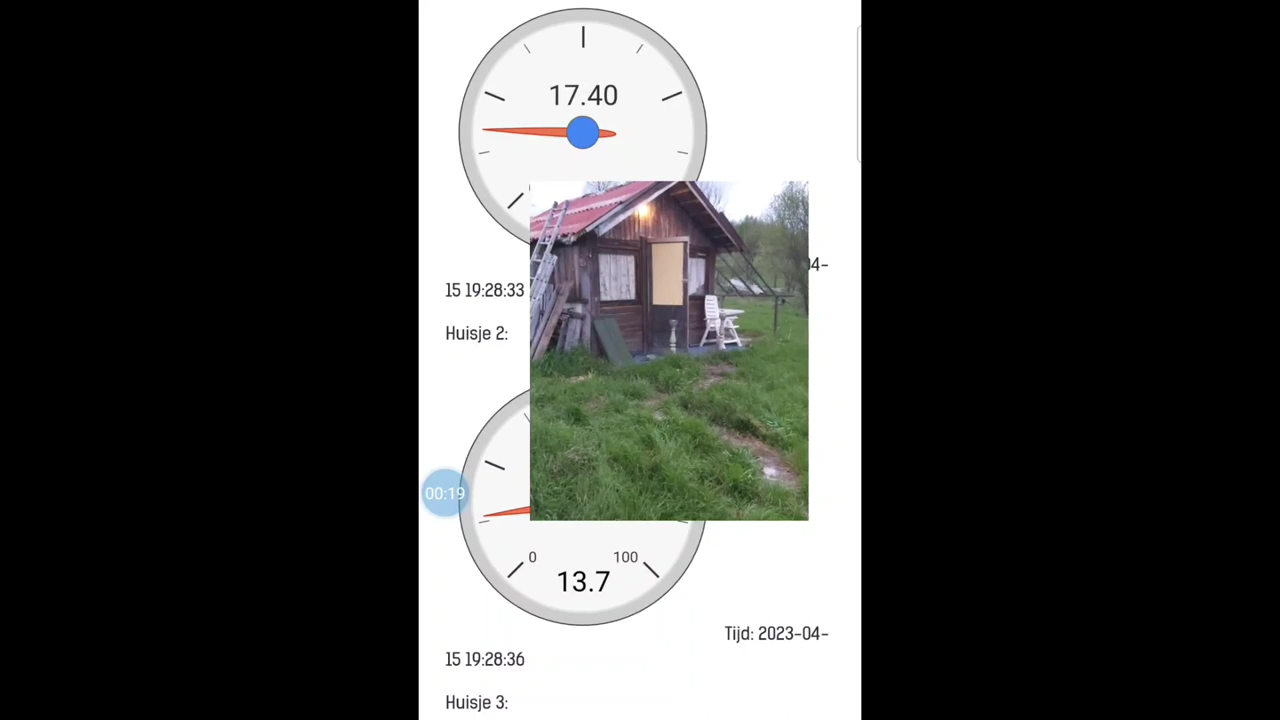 17.40
04-
15 19:28:33
Huisje 2:
00:19
0 100
13.7
Tijd: 2023-04-
15 19:28:36
Huisje 3: